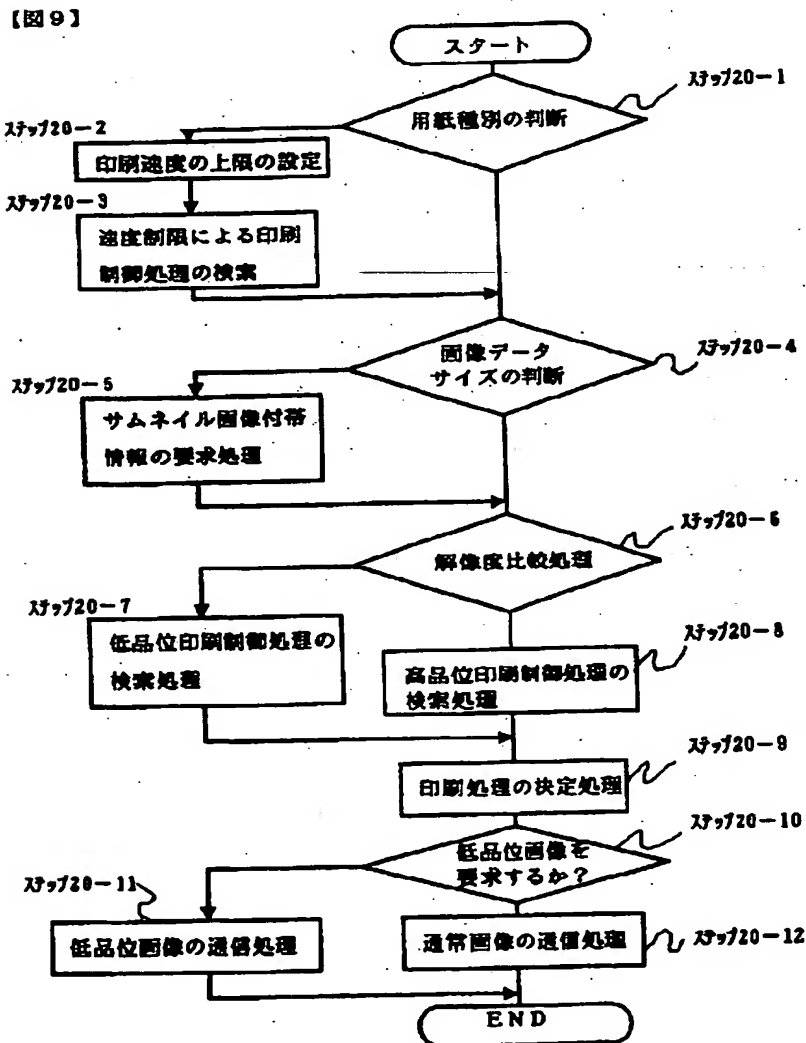 【図9】
スタート
ステップ20-1
用紙種別の判断
ステップ20-2
印刷速度の上限の設定
ステップ20-3
速度制限による印刷
制御処理の検索
画像データ
サイズの判断
ステップ20-4
ステップ20-5
サムネイル画像付帯
情報の要求処理
ステップ20-6
解像度比較処理
ステップ20-7
低品位印刷制御処理の
検索処理
ステップ20-8
高品位印刷制御処理の
検索処理
ステップ20-9
印刷処理の決定処理
ステップ20-10
低品位画像を
要求するか?
ステップ20-11
低品位画像の送信処理
通常画像の送信処理
ステップ20-12
END